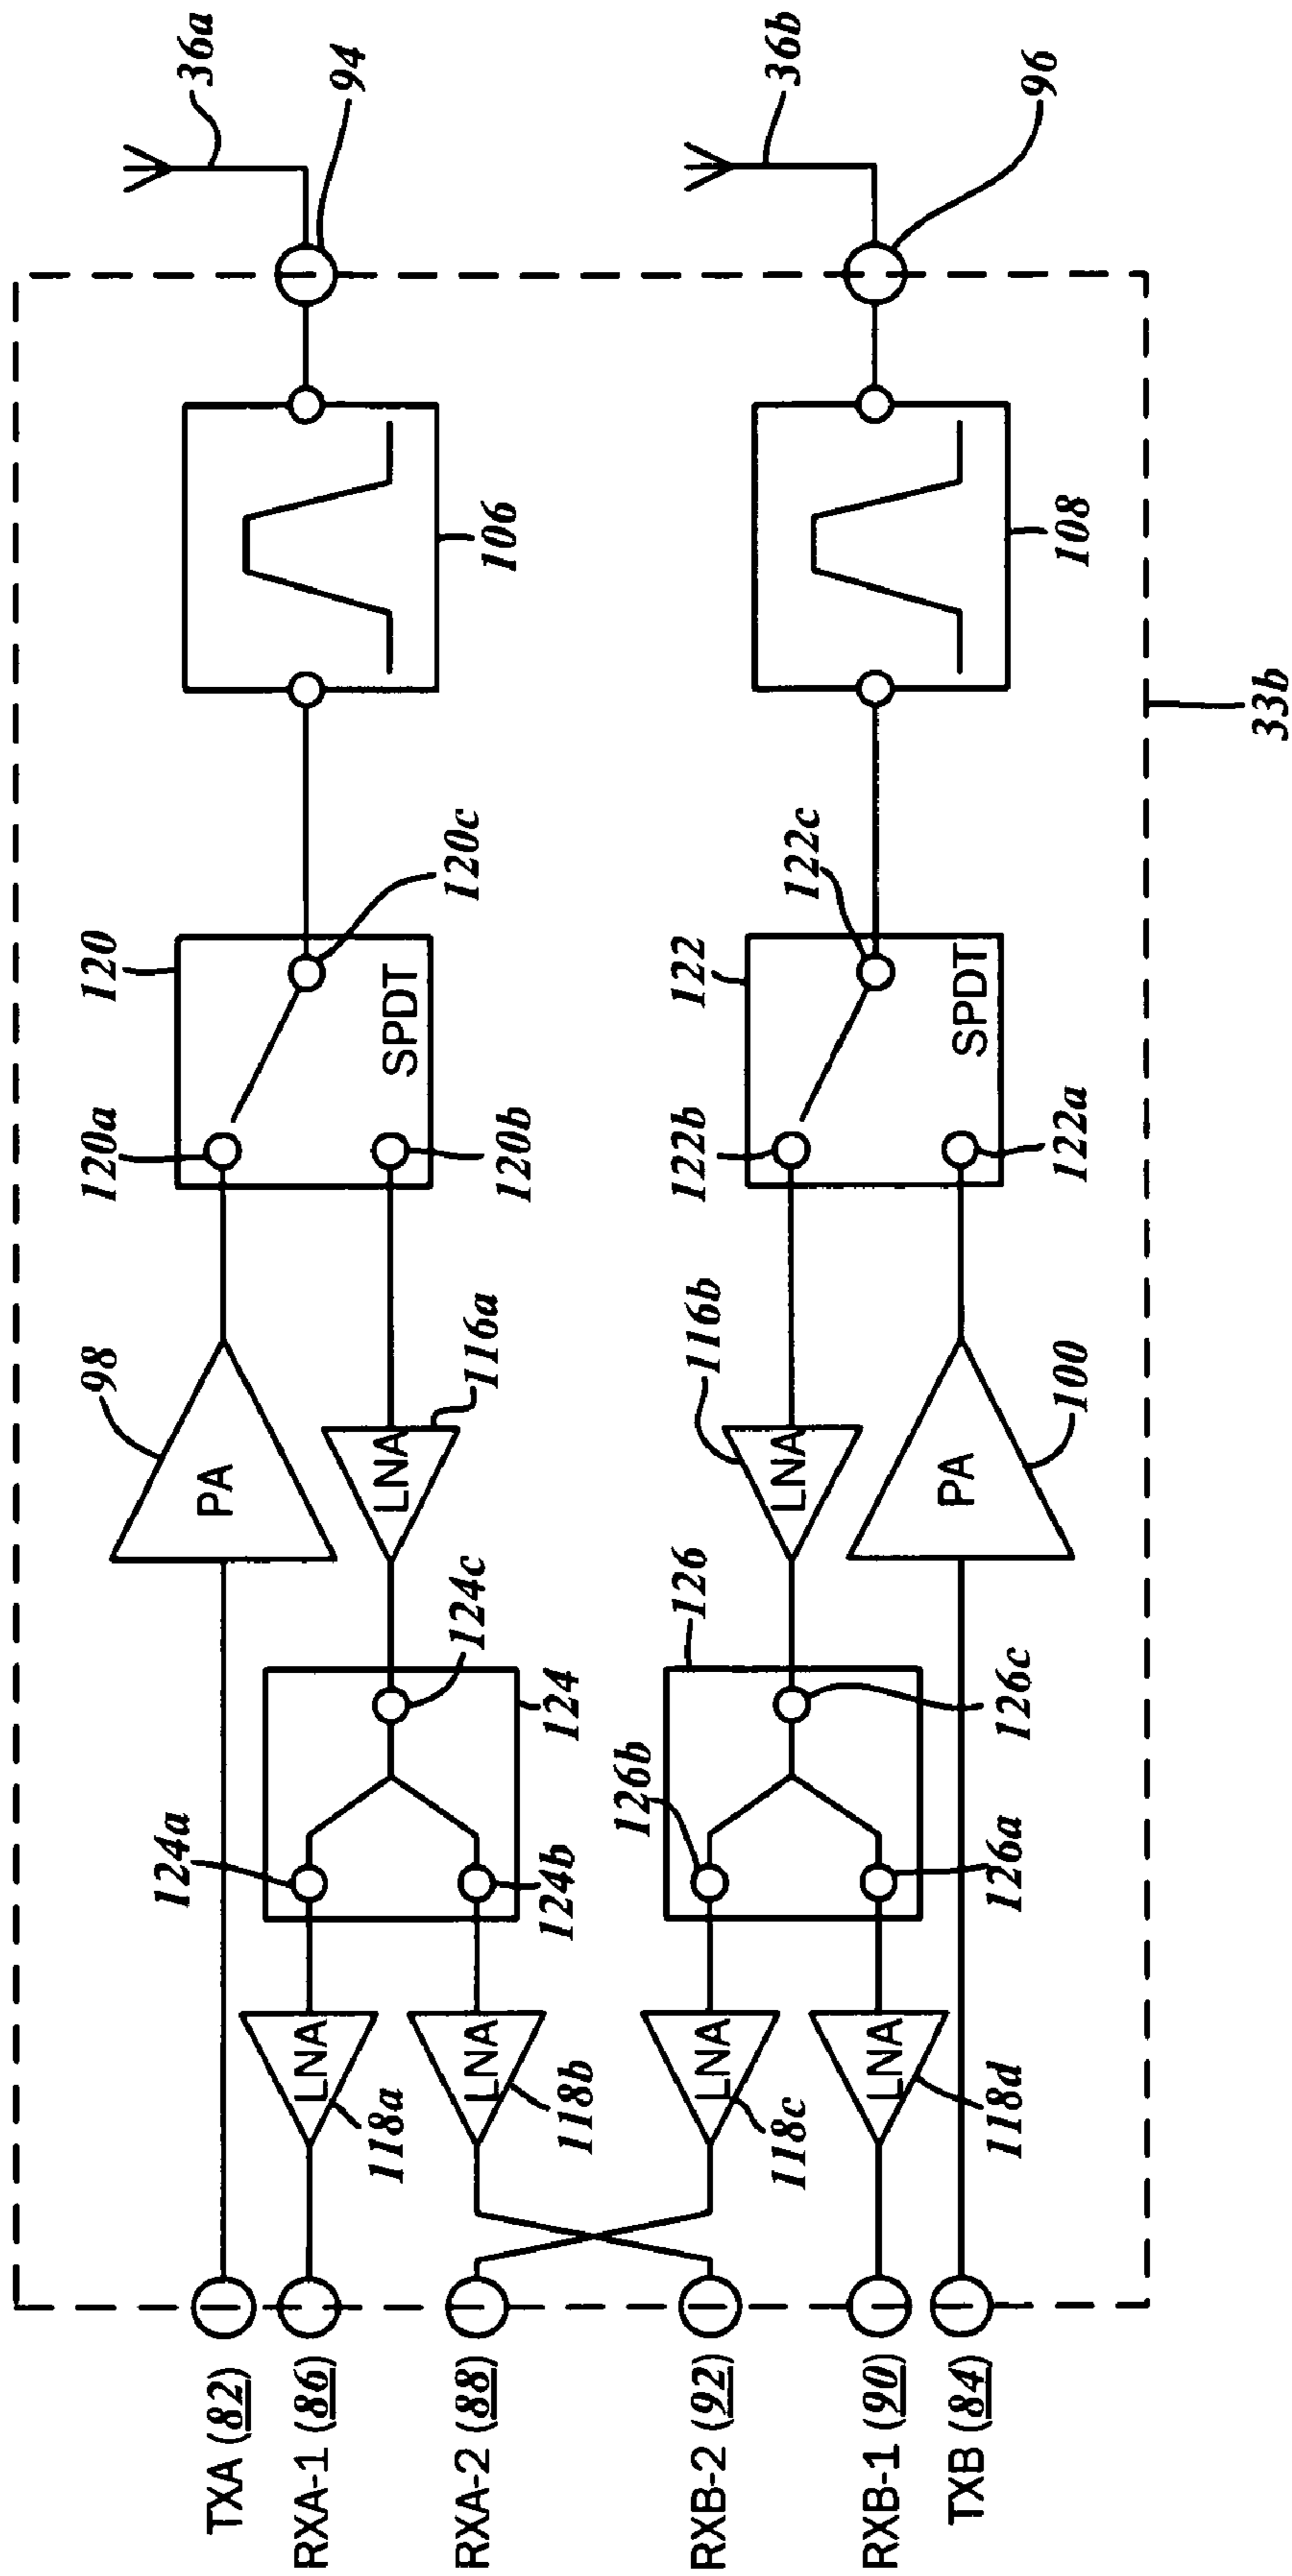 36a
94
36b
96
106
108
33b
120
120c
SPDT
120a
120b
122
122c
SPDT
122b
122a
98
PA
LNA
116a
116b
LNA
PA
100
124c
124
124a
124b
126
126c
126b
126a
LNA
118a
LNA
118b
LNA
118c
LNA
118d
TXA (82)
RXA-1 (86)
RXA-2 (88)
RXB-2 (92)
RXB-1 (90)
TXB (84)